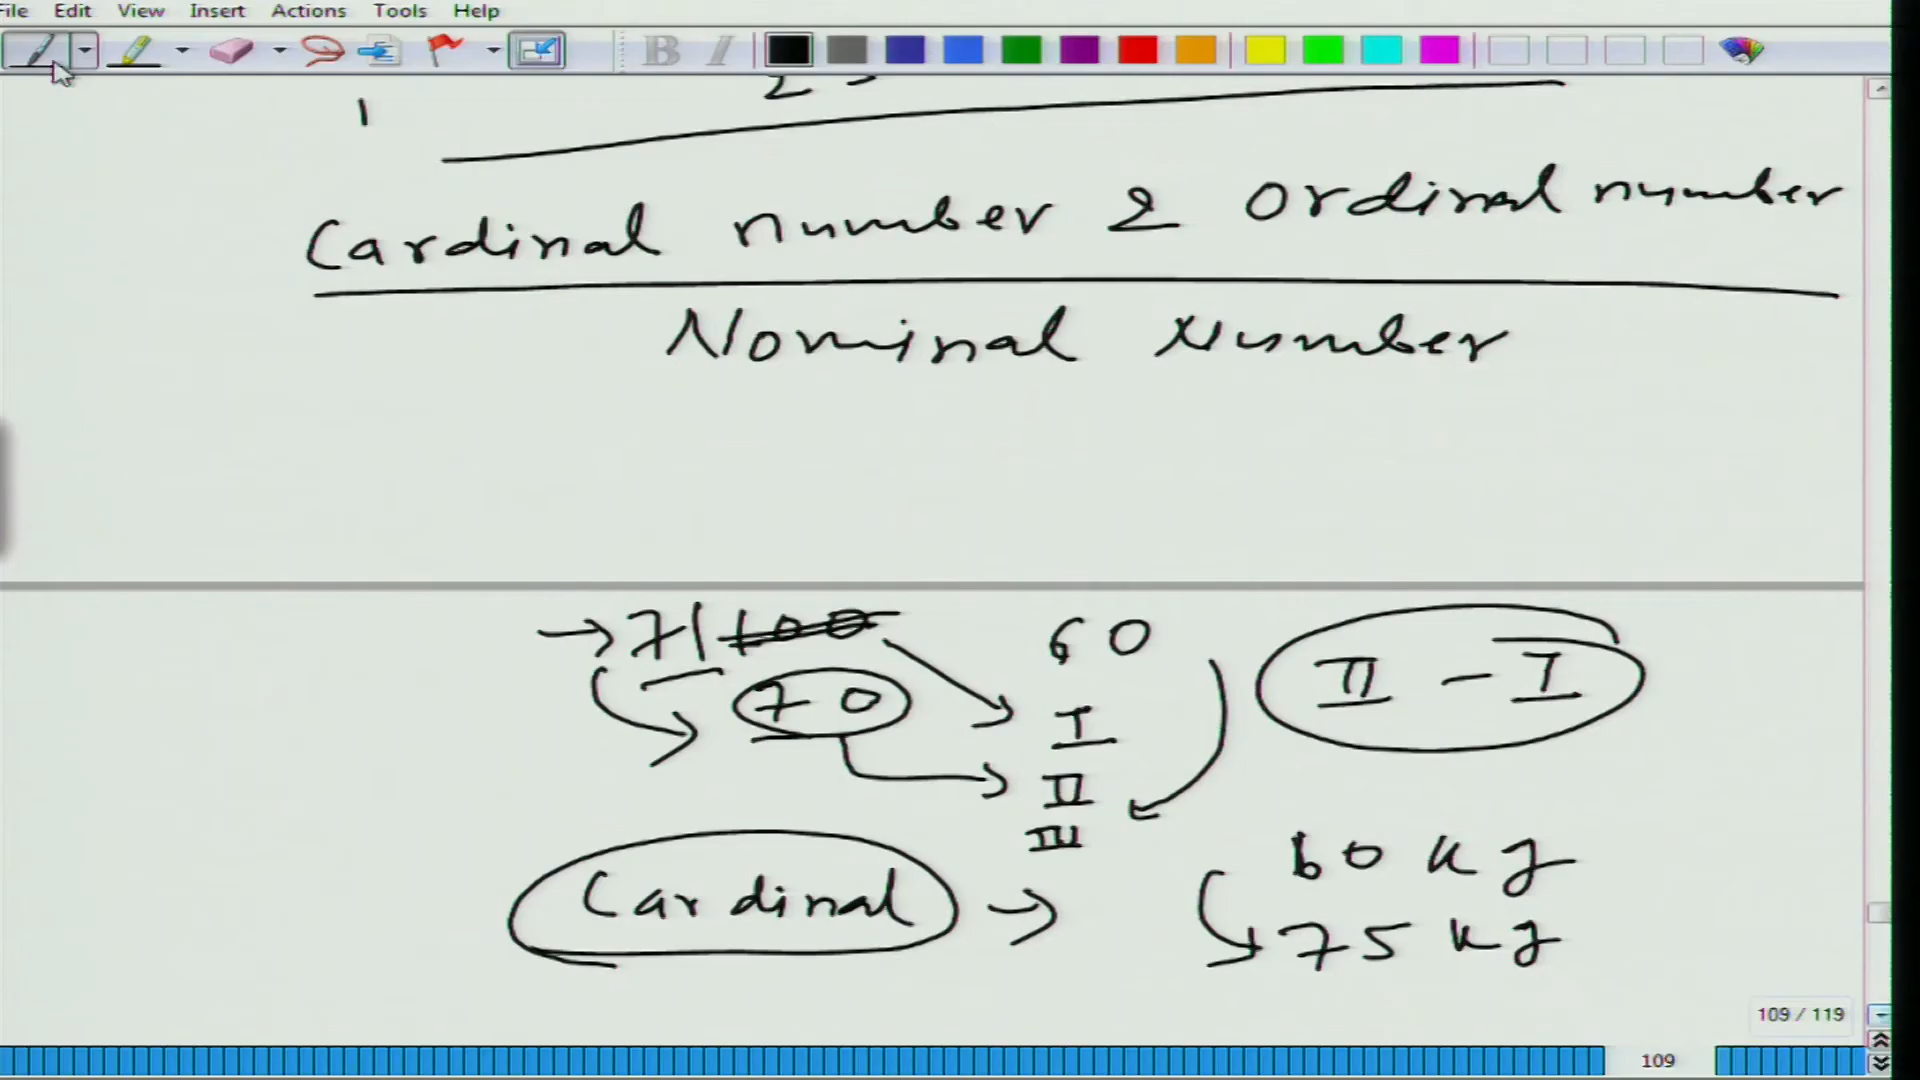 File Edit View Insert Actions Tools Help
B I
1
Cardinal number & Ordinal number
Nominal Number
→ 71 100 60 II - I
70 I
II
III
Cardinal → 60 kg
75 kg
109 / 119
109